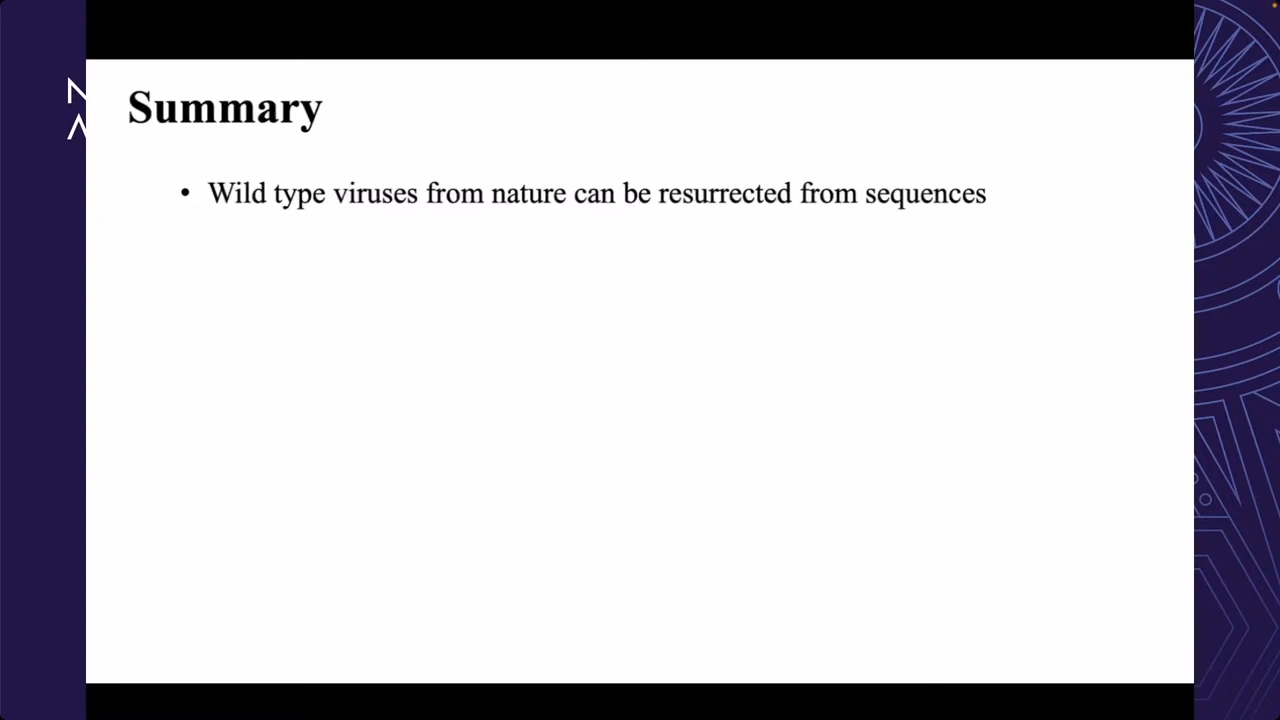 Summary
• Wild type viruses from nature can be resurrected from sequences